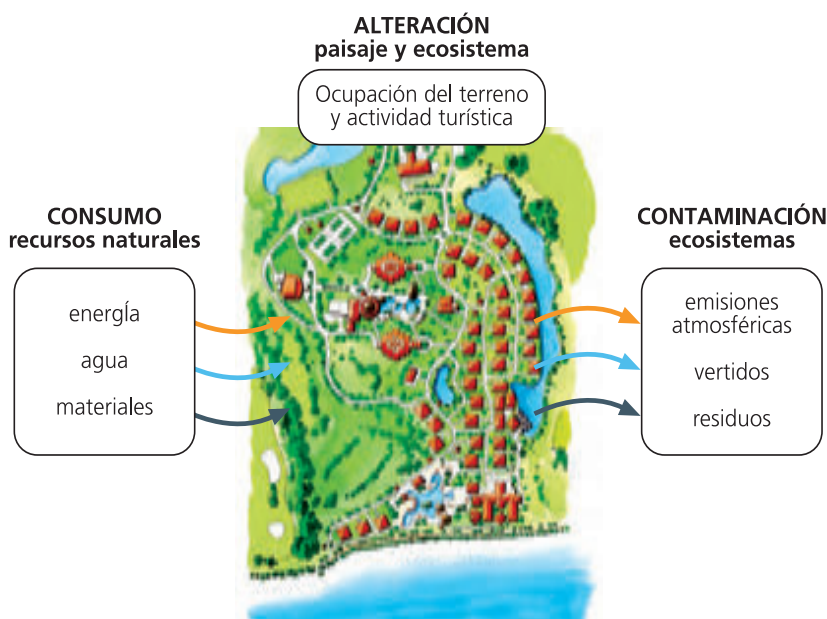 ALTERACIÓN
paisaje y ecosistema
Ocupación del terreno
y actividad turística
CONSUMO
recursos naturales
energía
agua
materiales
CONTAMINACIÓN
ecosistemas
emisiones
atmosféricas
vertidos
residuos